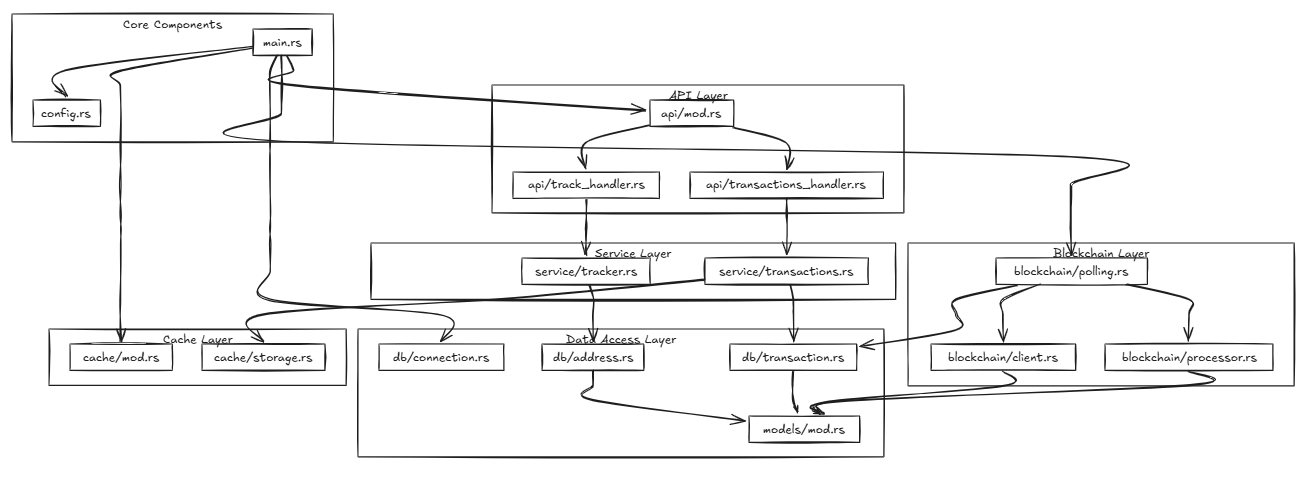 Core Components
main.rs
config.rs
API Layer
api/mod.rs
api/track_handler.rs
api/transactions_handler.rs
Service Layer
service/tracker.rs
service/transactions.rs
Blockchain Layer
blockchain/polling.rs
blockchain/client.rs
blockchain/processor.rs
Cache Layer
cache/mod.rs
cache/storage.rs
Data Access Layer
db/connection.rs
db/address.rs
db/transaction.rs
models/mod.rs